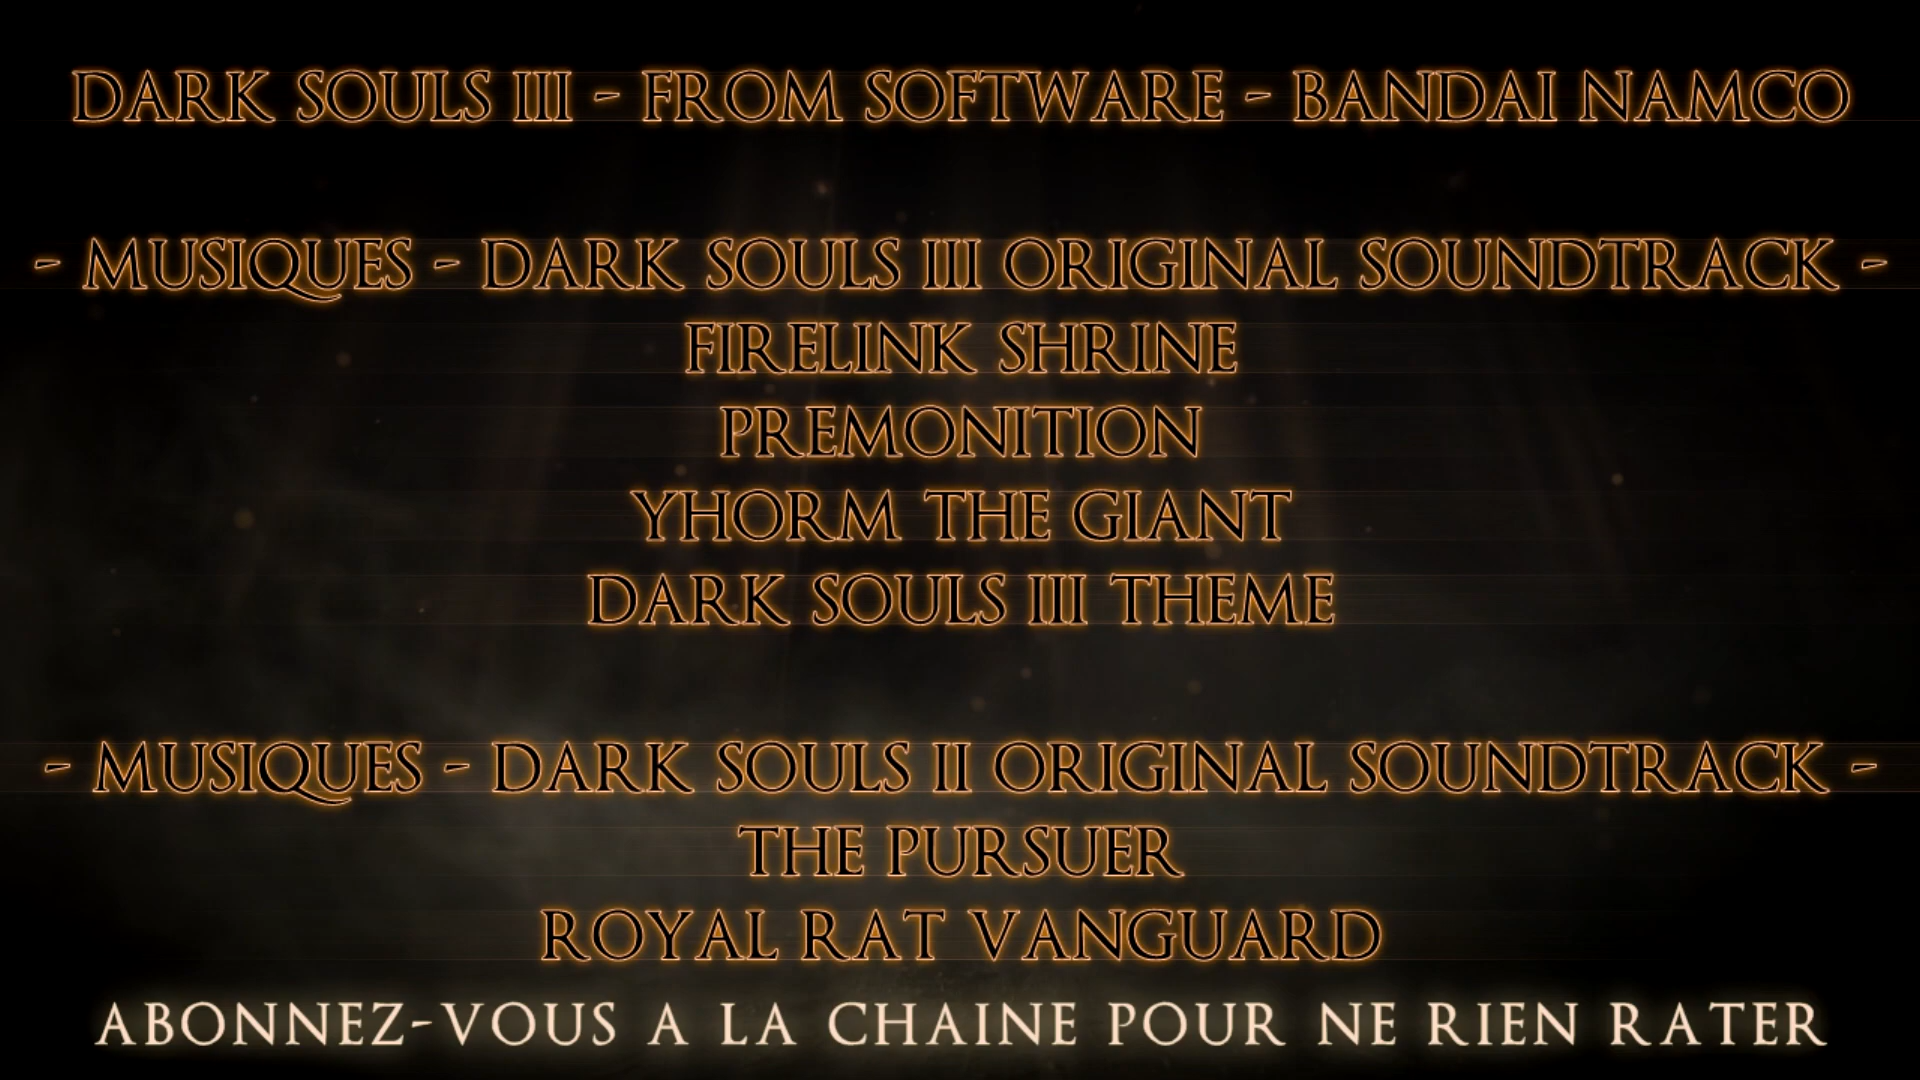 DARK SOULS III - FROM SOFTWARE - BANDAI NAMCO
- MUSIQUES - DARK SOULS III ORIGINAL SOUNDTRACK -
FIRELINK SHRINE
PREMONITION
YHORM THE GIANT
DARK SOULS III THEME
- MUSIQUES - DARK SOULS II ORIGINAL SOUNDTRACK -
THE PURSUER
ROYAL RAT VANGUARD
ABONNEZ-VOUS A LA CHAINE POUR NE RIEN RATER